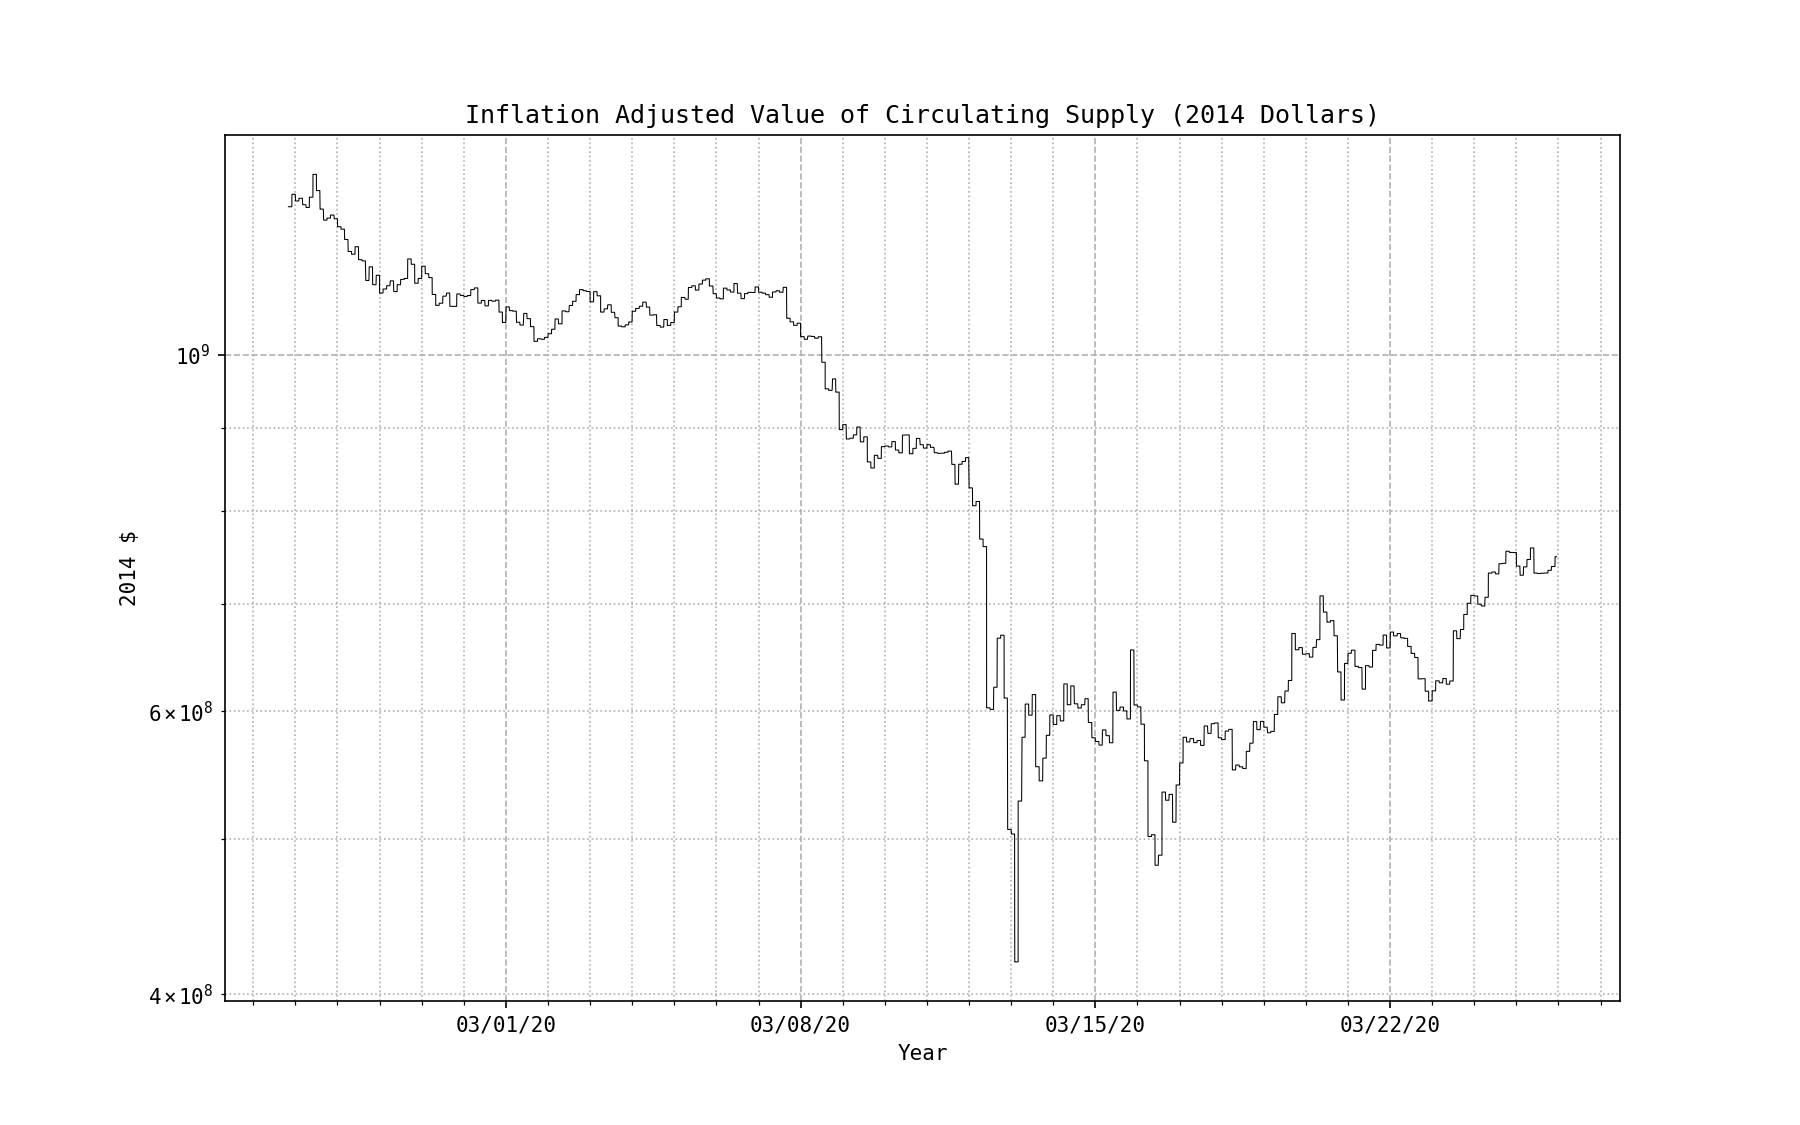 Inflation Adjusted Value of Circulating Supply (2014 Dollars)
10⁹
2014 $
6×10⁸
4×10⁸
03/01/20 03/08/20 03/15/20 03/22/20
Year